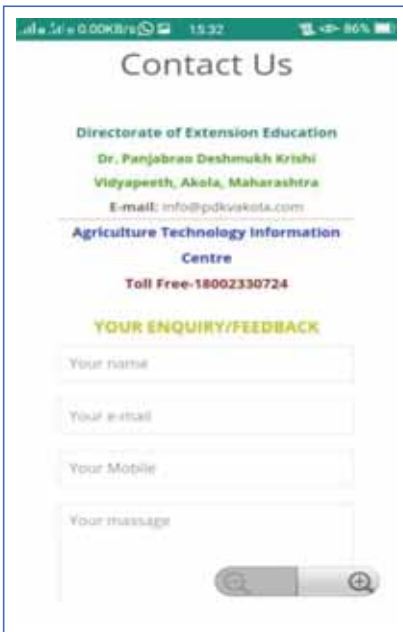 0.00KB/s 15:32 86%
Contact Us
Directorate of Extension Education
Dr. Panjabrao Deshmukh Krishi
Vidyapeeth, Akola, Maharashtra
E-mail: info@pdkvakola.com
Agriculture Technology Information
Centre
Toll Free-18002330724
YOUR ENQUIRY/FEEDBACK
Your name
Your e-mail
Your Mobile
Your massage